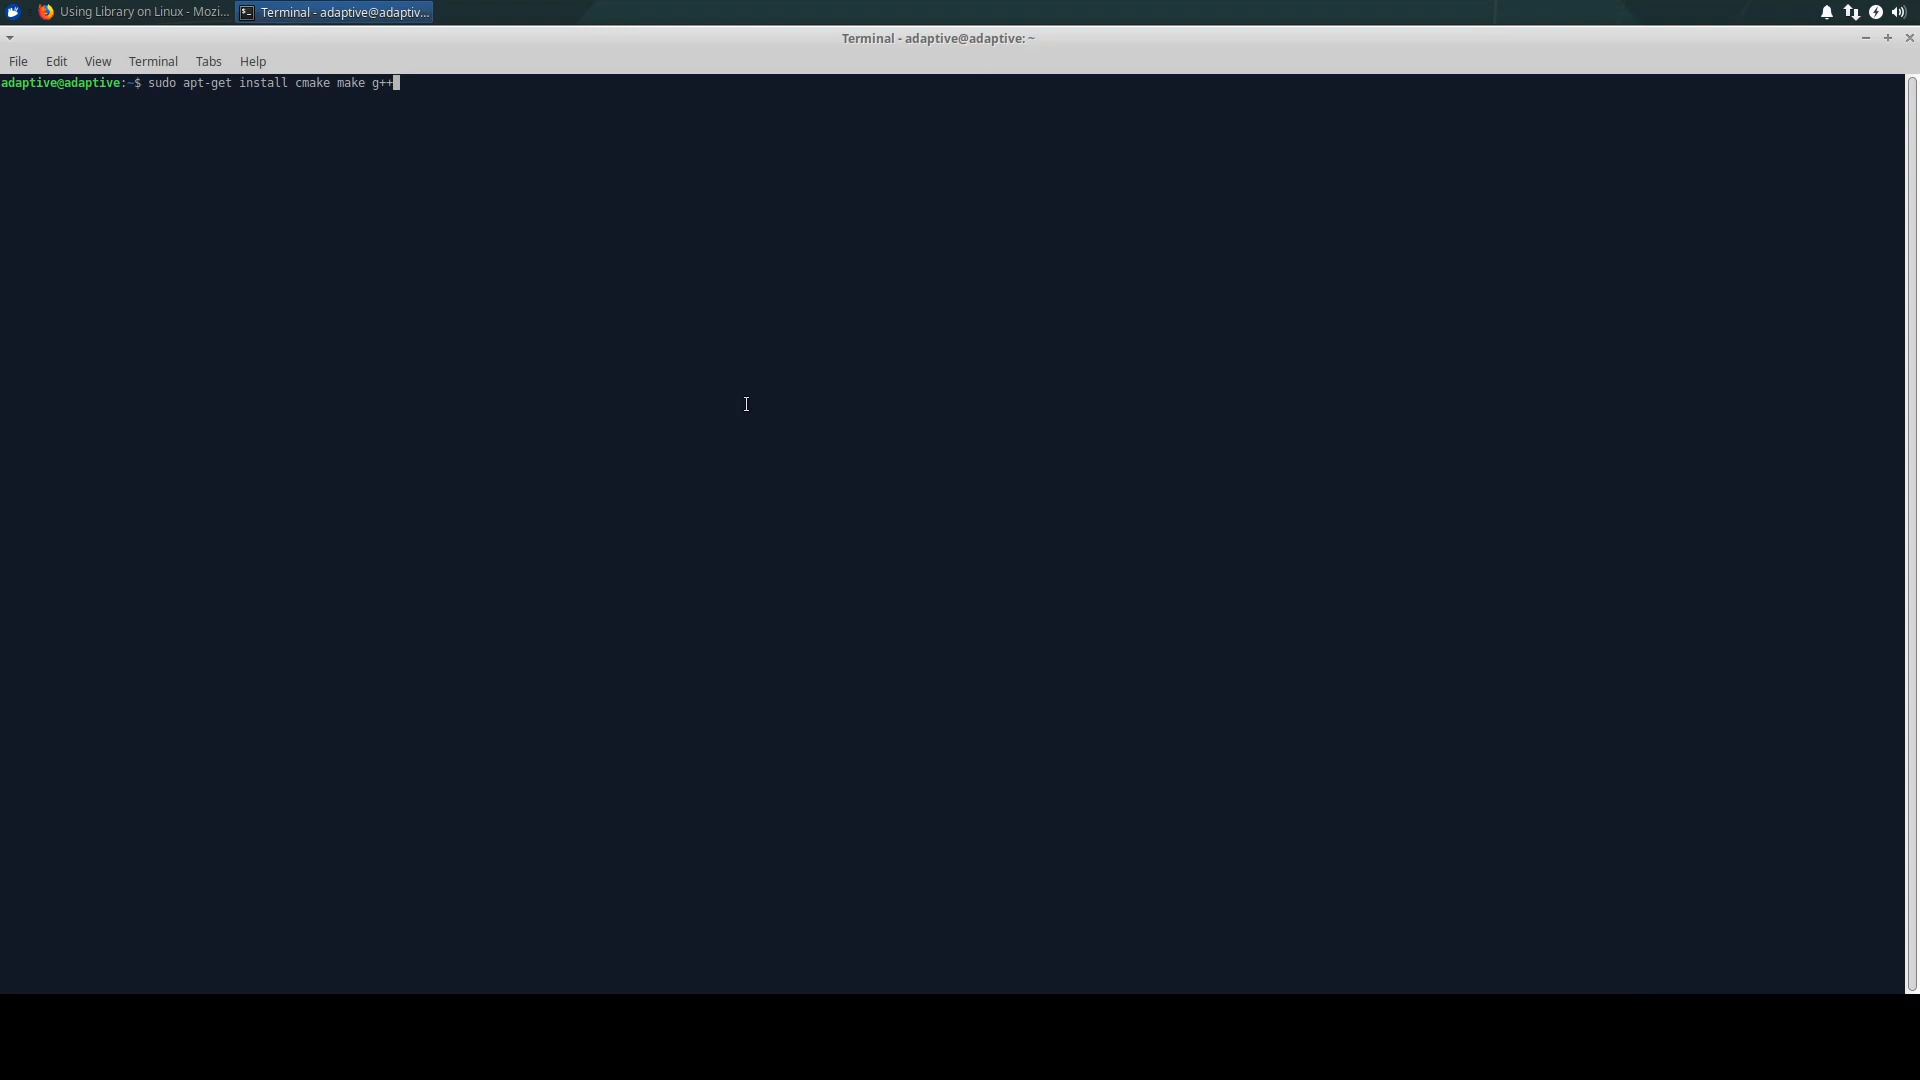 Using Library on Linux - Mozi... Terminal - adaptive@adaptiv...
Terminal - adaptive@adaptive: ~
File Edit View Terminal Tabs Help
adaptive@adaptive:~$ sudo apt-get install cmake make g++